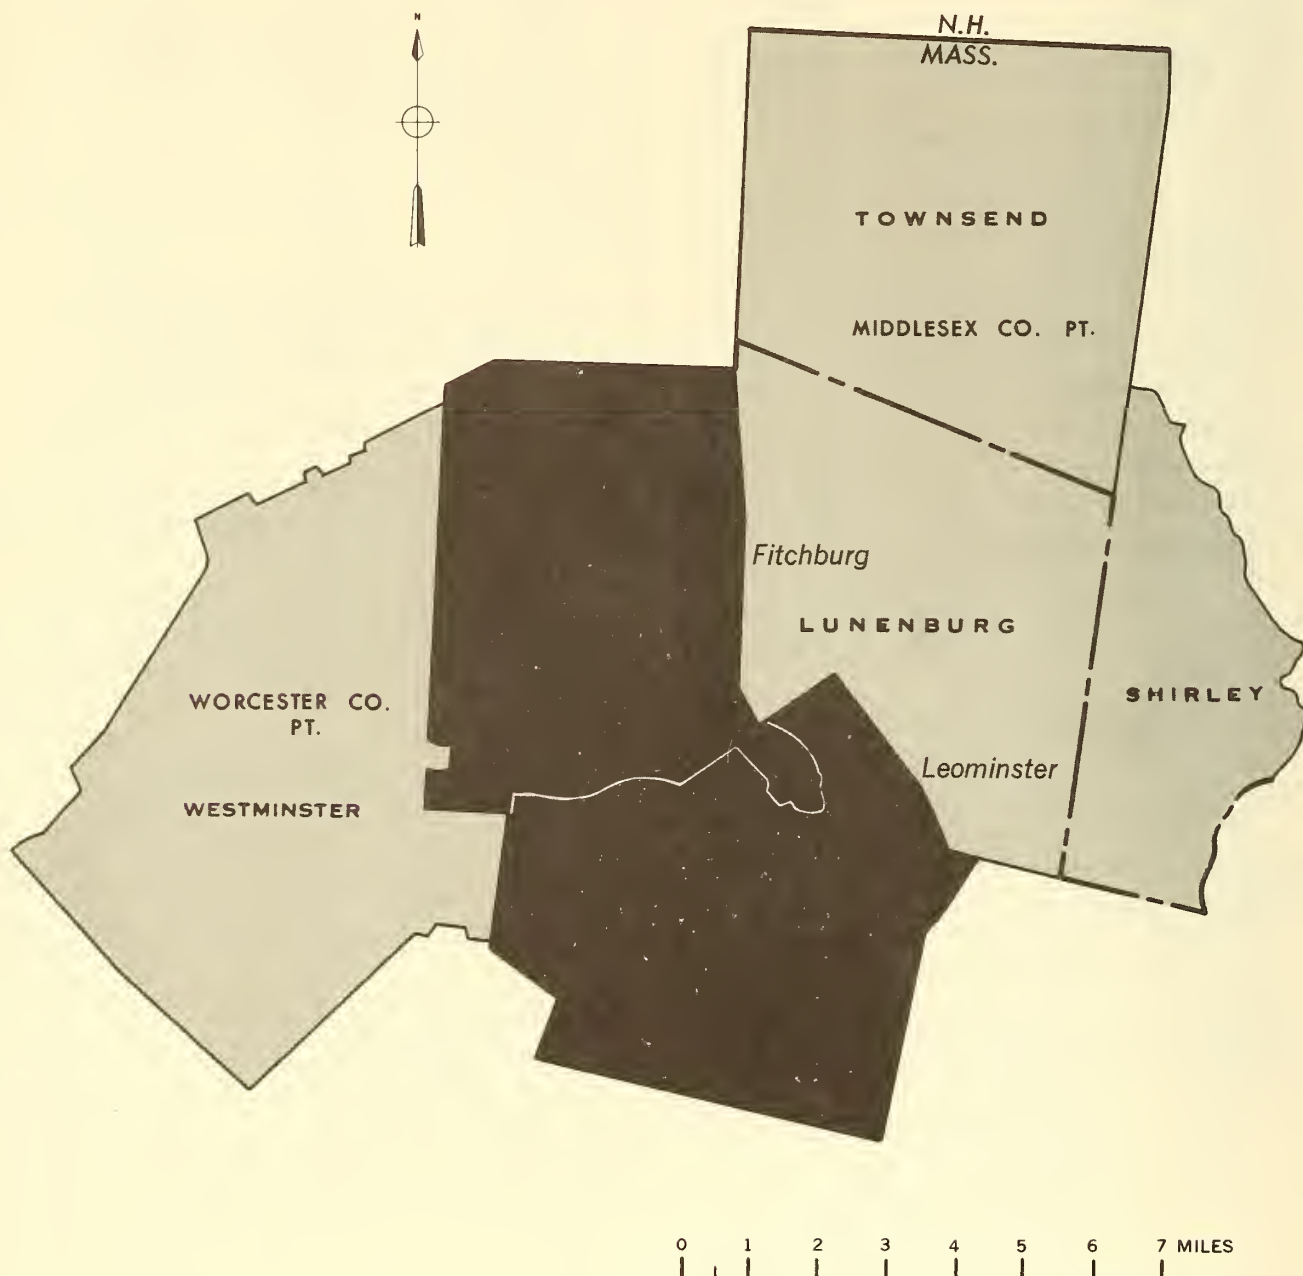 N
N.H.
MASS.
TOWNSEND
MIDDLESEX CO. PT.
Fitchburg
LUNENBURG
WORCESTER CO.
PT.
SHIRLEY
Leominster
WESTMINSTER
0 1 2 3 4 5 6 7 MILES